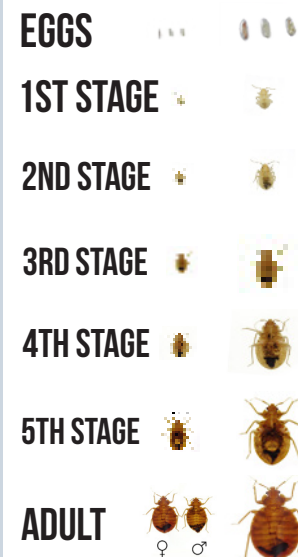 EGGS
1ST STAGE
2ND STAGE
3RD STAGE
4TH STAGE
5TH STAGE
ADULT
♀ ♂